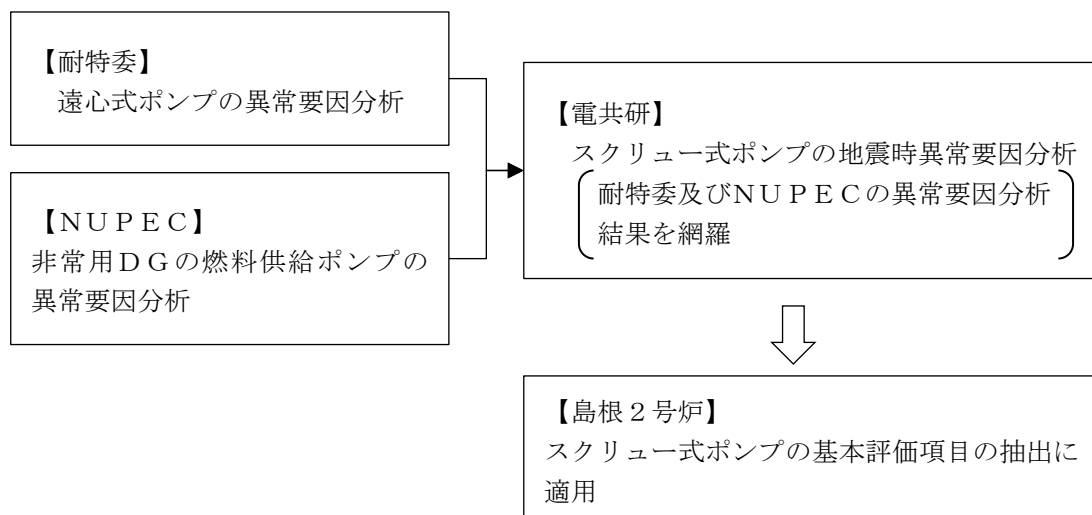 【耐特委】
遠心式ポンプの異常要因分析
【ＮＵＰＥＣ】
非常用ＤＧの燃料供給ポンプの
異常要因分析
【電共研】
スクリュー式ポンプの地震時異常要因分析
耐特委及びＮＵＰＥＣの異常要因分析
結果を網羅
【島根２号炉】
スクリュー式ポンプの基本評価項目の抽出に
適用